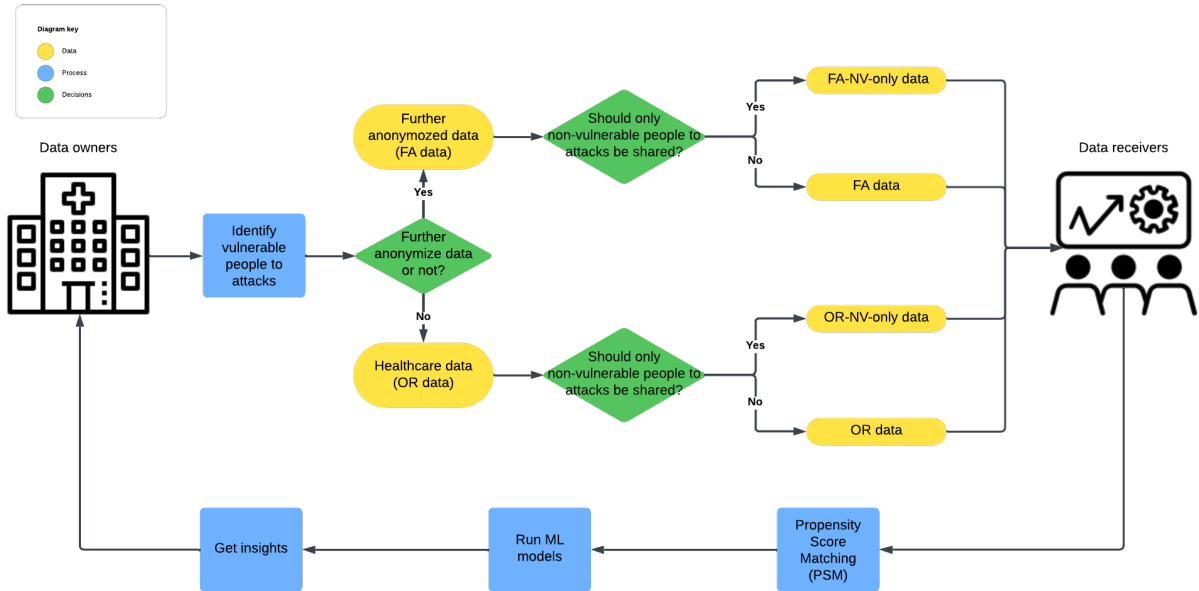 Diagram key
Data
Process
Decisions
Data owners
Identify
vulnerable
people to
attacks
Further
anonymozed data
(FA data)
Yes
Further
anonymize data
or not?
No
Healthcare data
(OR data)
Should only
non-vulnerable people to
attacks be shared?
Yes
No
FA-NV-only data
FA data
Should only
non-vulnerable people to
attacks be shared?
Yes
No
OR-NV-only data
OR data
Data receivers
Propensity
Score
Matching
(PSM)
Run ML
models
Get insights